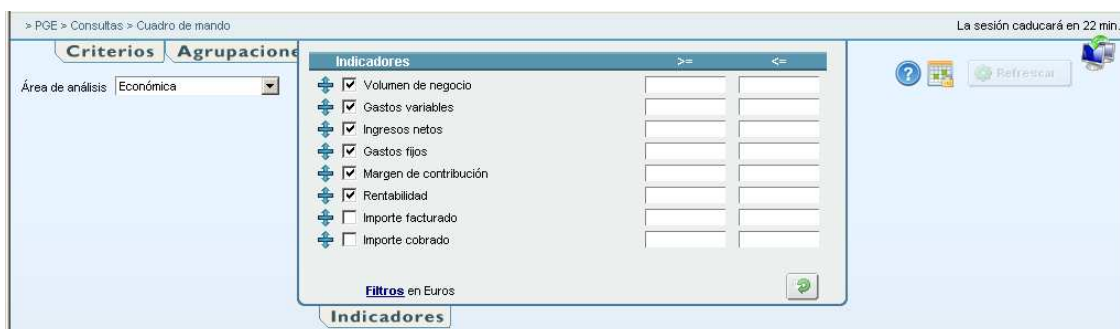 > PGE > Consultas > Cuadro de mando
La sesión caducará en 22 min.
Criterios Agrupacione
Indicadores >= <=
Área de análisis Económica
? Refrescar
Volumen de negocio
Gastos variables
Ingresos netos
Gastos fijos
Margen de contribución
Rentabilidad
Importe facturado
Importe cobrado
Filtros en Euros
Indicadores